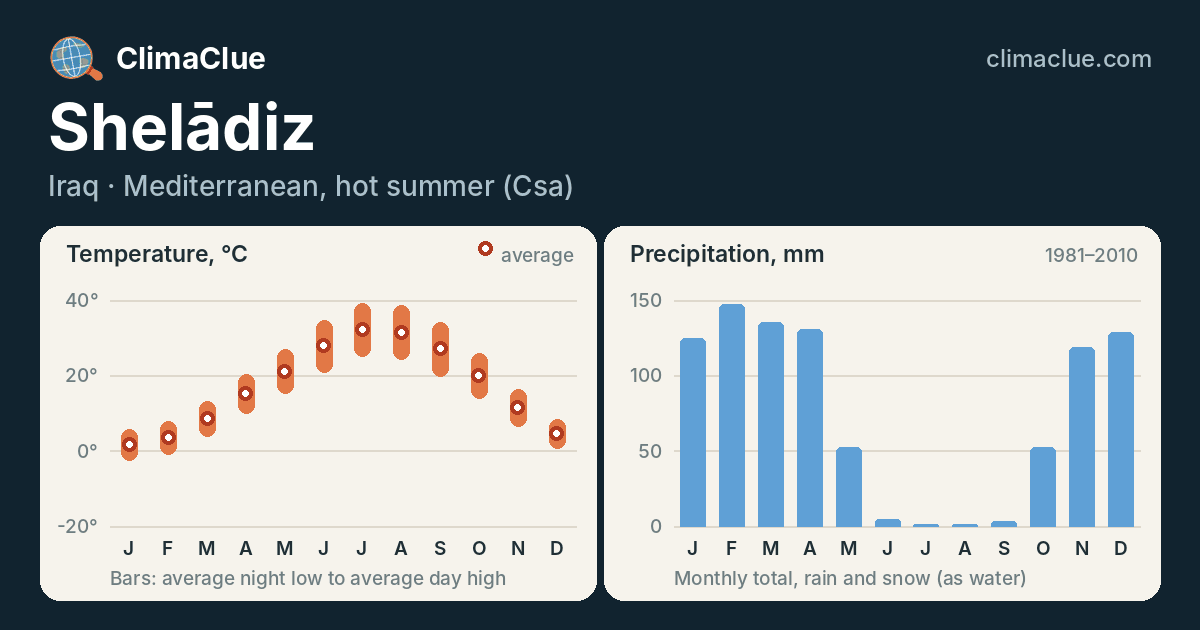 ClimaClue
climaclue.com
Shelādiz
Iraq · Mediterranean, hot summer (Csa)
Temperature, °C
average
40°
20°
0°
-20°
J F M A M J J A S O N D
Bars: average night low to average day high
Precipitation, mm
1981–2010
150
100
50
0
J F M A M J J A S O N D
Monthly total, rain and snow (as water)